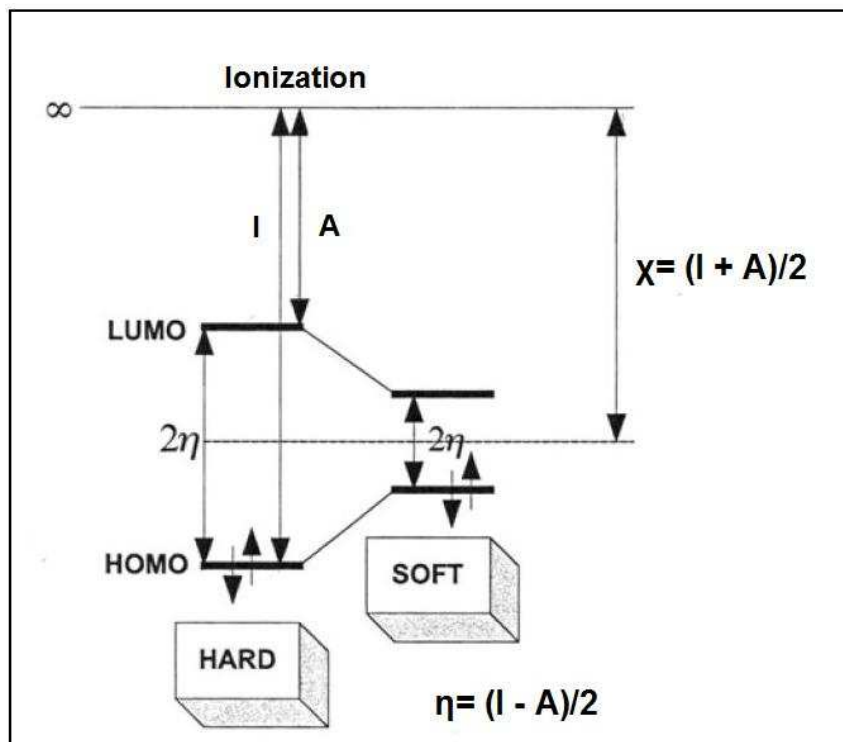 Ionization
∞
I
A
χ= (I + A)/2
LUMO
2η
2η
HOMO
SOFT
HARD
η= (I - A)/2